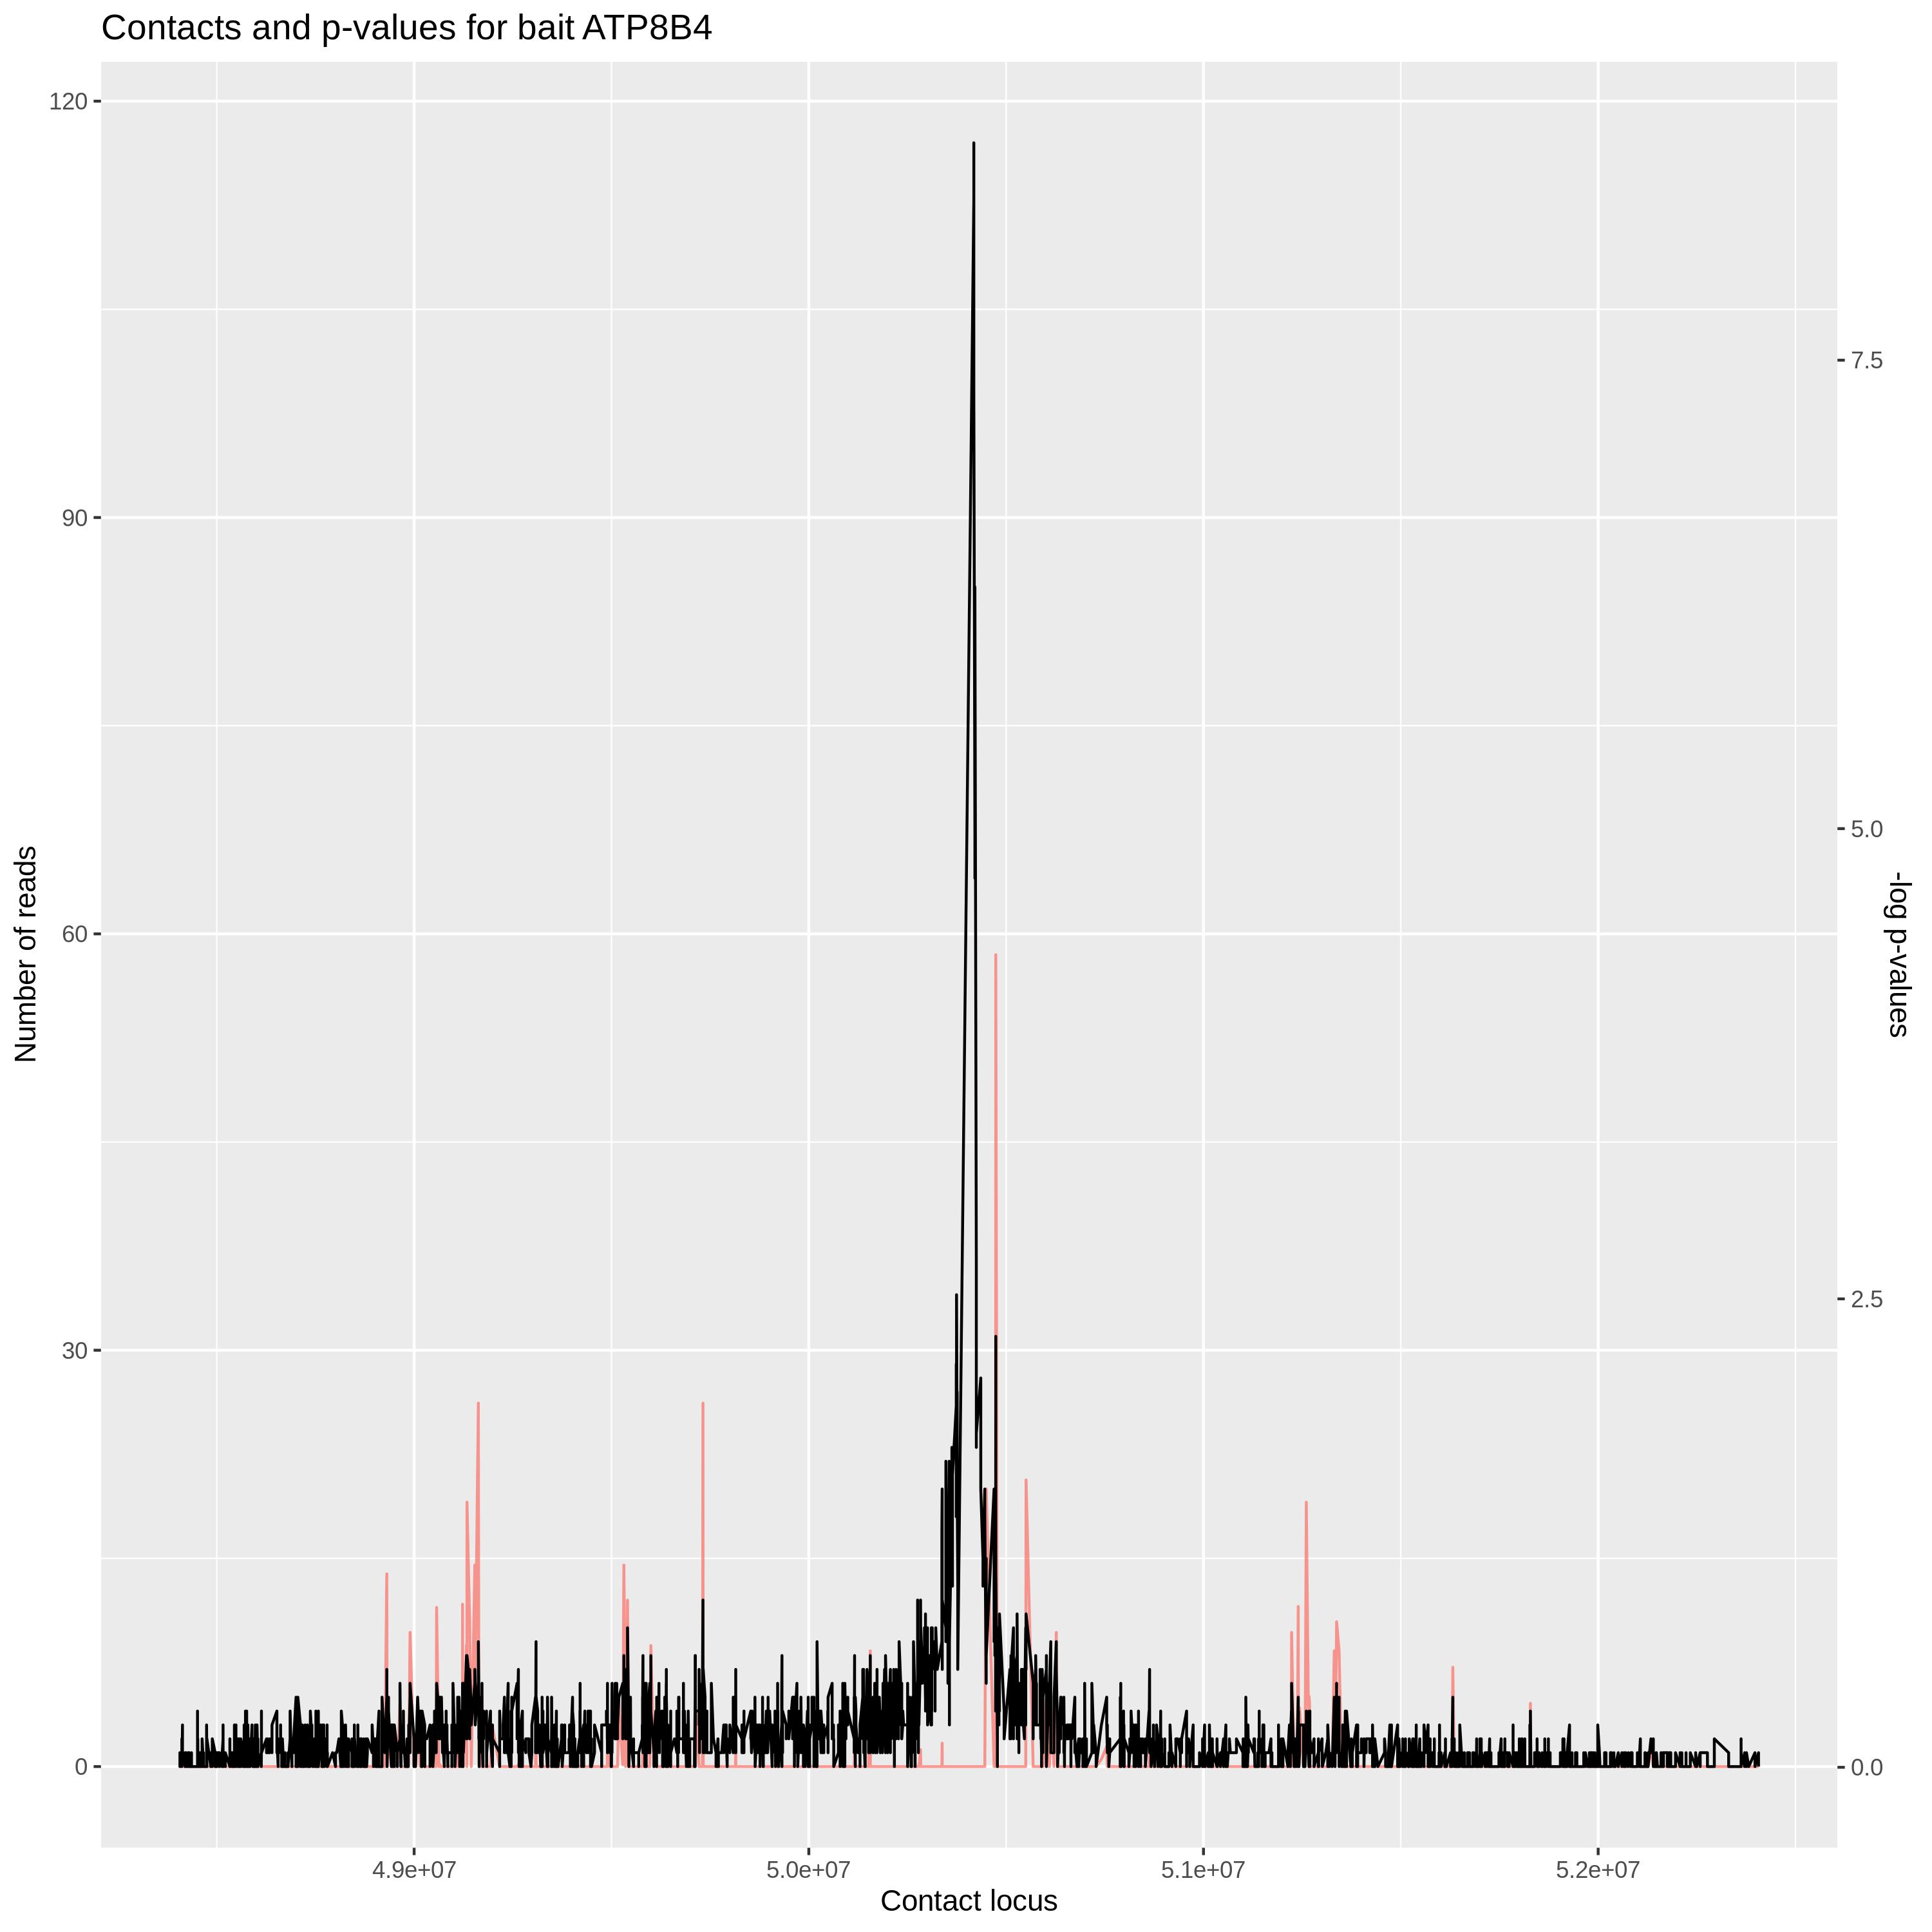 Contacts and p-values for bait ATP8B4
120
90
60
30
0
Number of reads
7.5
5.0
2.5
0.0
-log p-values
4.9e+07
5.0e+07
5.1e+07
5.2e+07
Contact locus